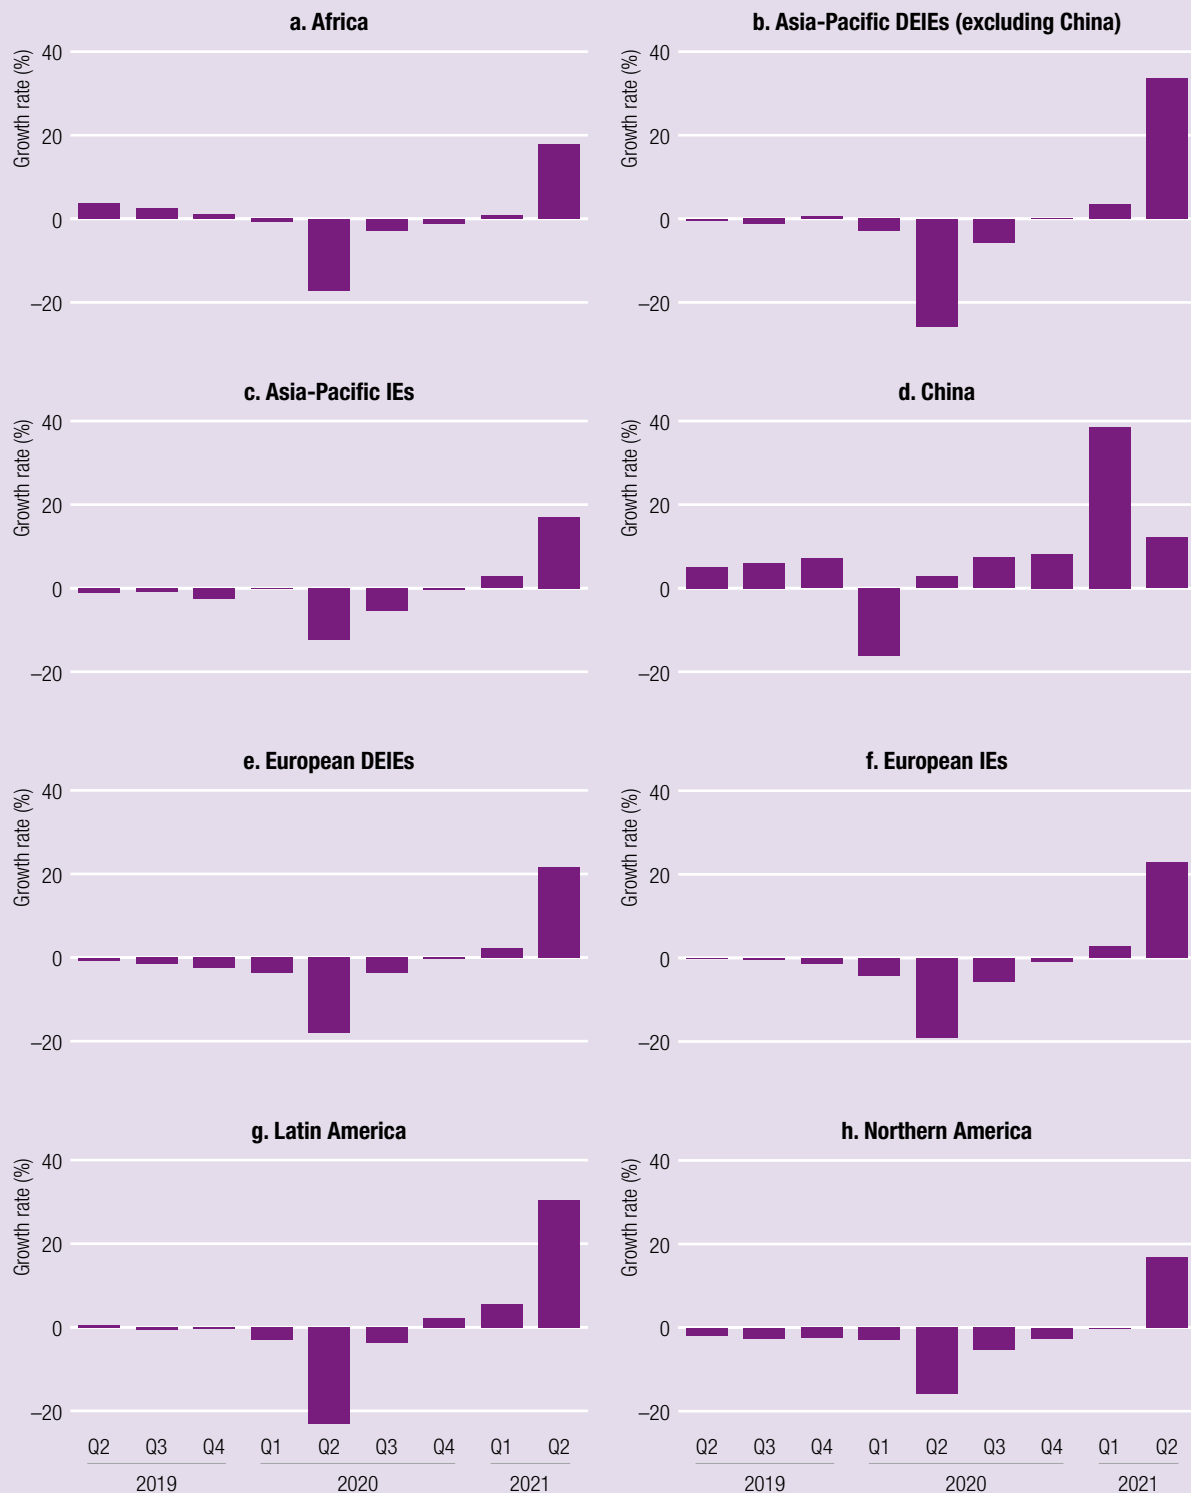 a. Africa
Growth rate (%)
40
20
0
–20
b. Asia-Pacific DEIEs (excluding China)
Growth rate (%)
40
20
0
–20
c. Asia-Pacific IEs
Growth rate (%)
40
20
0
–20
d. China
Growth rate (%)
40
20
0
–20
e. European DEIEs
Growth rate (%)
40
20
0
–20
f. European IEs
Growth rate (%)
40
20
0
–20
g. Latin America
Growth rate (%)
40
20
0
–20
Q2 Q3 Q4 Q1 Q2 Q3 Q4 Q1 Q2
2019 2020 2021
h. Northern America
Growth rate (%)
40
20
0
–20
Q2 Q3 Q4 Q1 Q2 Q3 Q4 Q1 Q2
2019 2020 2021